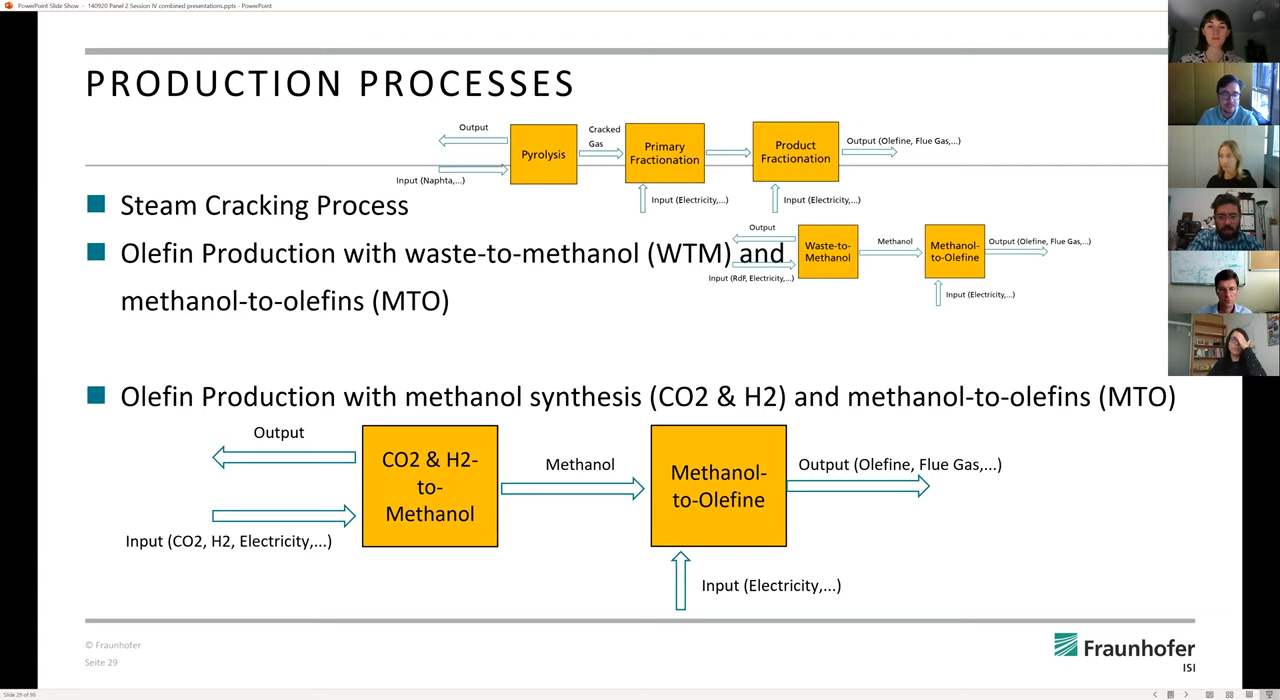 PowerPoint Slide Show - 140920 Panel 2 Session IV combined presentations.ppts - PowerPoint
PRODUCTION PROCESSES
Output
Input (Naphta,...)
Pyrolysis
Cracked
Gas
Primary
Fractionation
Input (Electricity,...)
Product
Fractionation
Input (Electricity,...)
Output (Olefine, Flue Gas,...)
Steam Cracking Process
Olefin Production with waste-to-methanol (WTM) and
methanol-to-olefins (MTO)
Output
Input (RdF, Electricity,...)
Waste-to-
Methanol
Methanol
Methanol-
to-Olefine
Output (Olefine, Flue Gas,...)
Input (Electricity,...)
Olefin Production with methanol synthesis (CO2 & H2) and methanol-to-olefins (MTO)
Output
Input (CO2, H2, Electricity,...)
CO2 & H2-
to-
Methanol
Methanol
Methanol-
to-Olefine
Output (Olefine, Flue Gas,...)
Input (Electricity,...)
© Fraunhofer
Seite 29
Fraunhofer
ISI
Slide 29 of 98